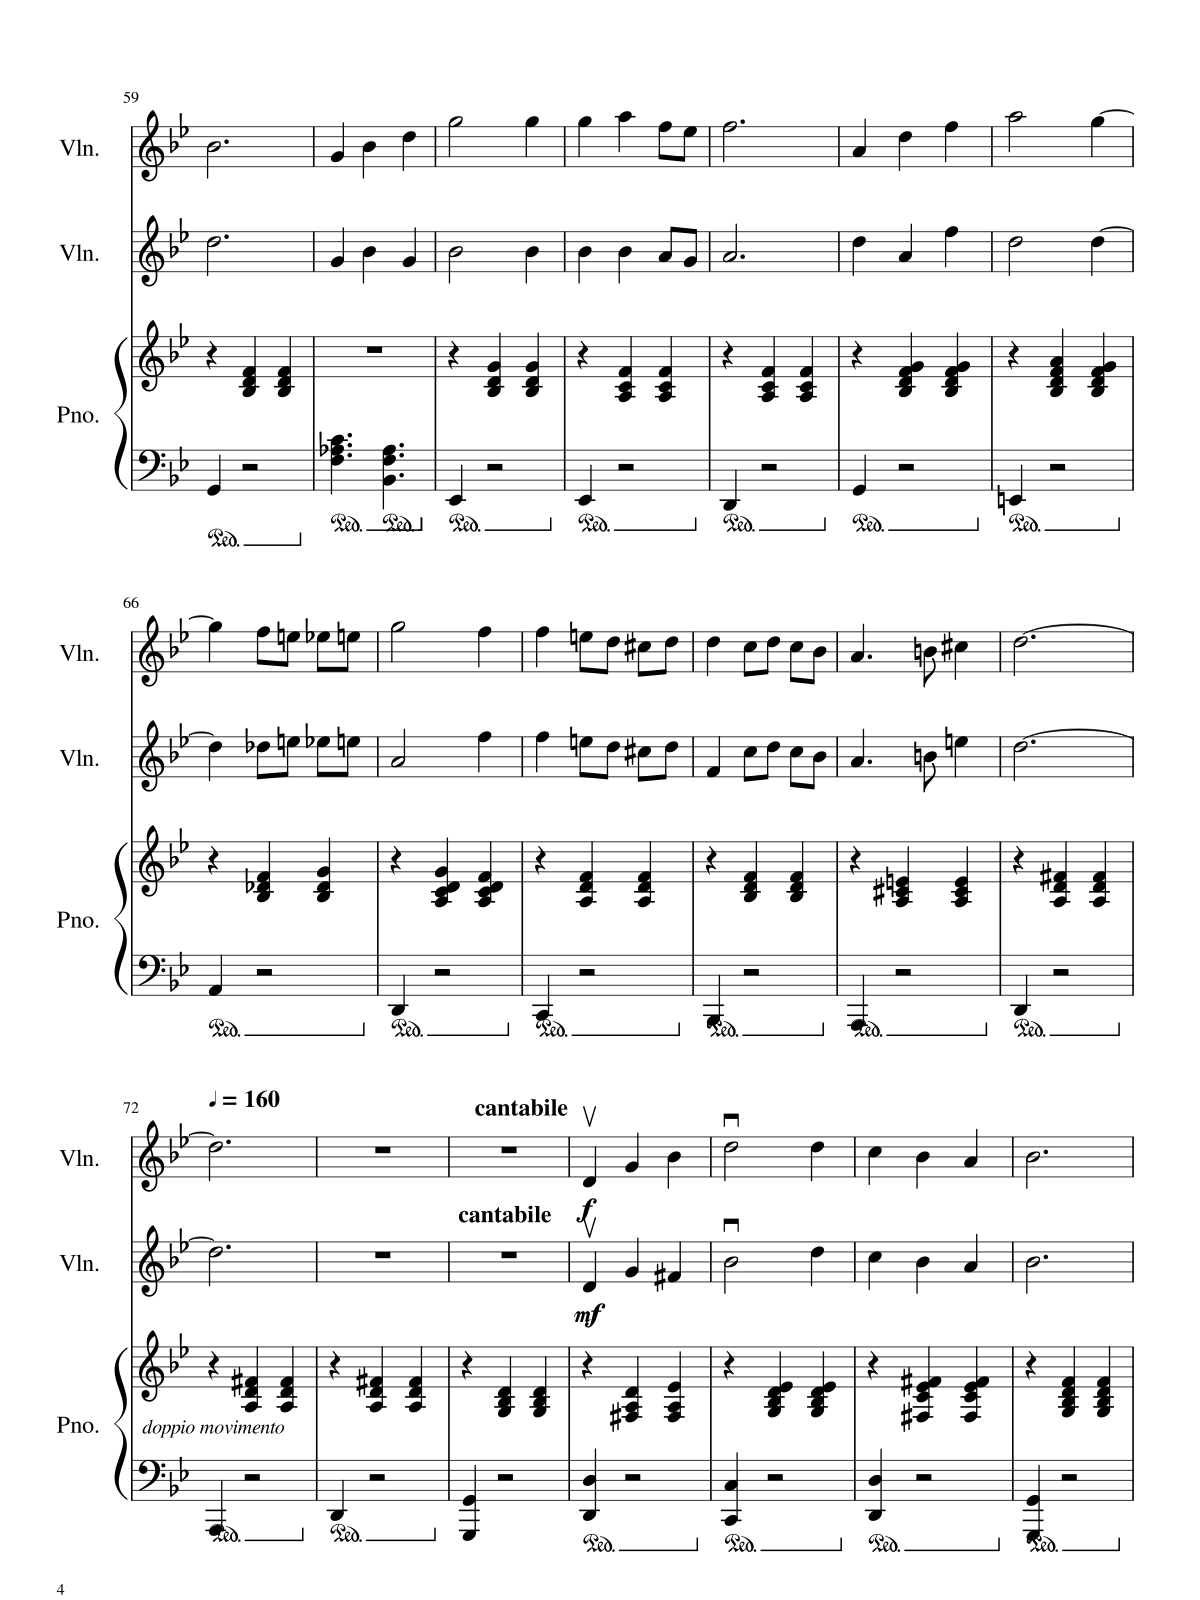 59
Vln.
Vln.
Pno.
Ped. Ped. Ped. Ped. Ped. Ped. Ped. Ped.
66
Vln.
Vln.
Pno.
Ped. Ped. Ped. Ped. Ped. Ped.
72
♩ = 160
cantabile
Vln.
f
cantabile
Vln.
mf
doppio movimento
Pno.
Ped. Ped. Ped. Ped. Ped. Ped.
4